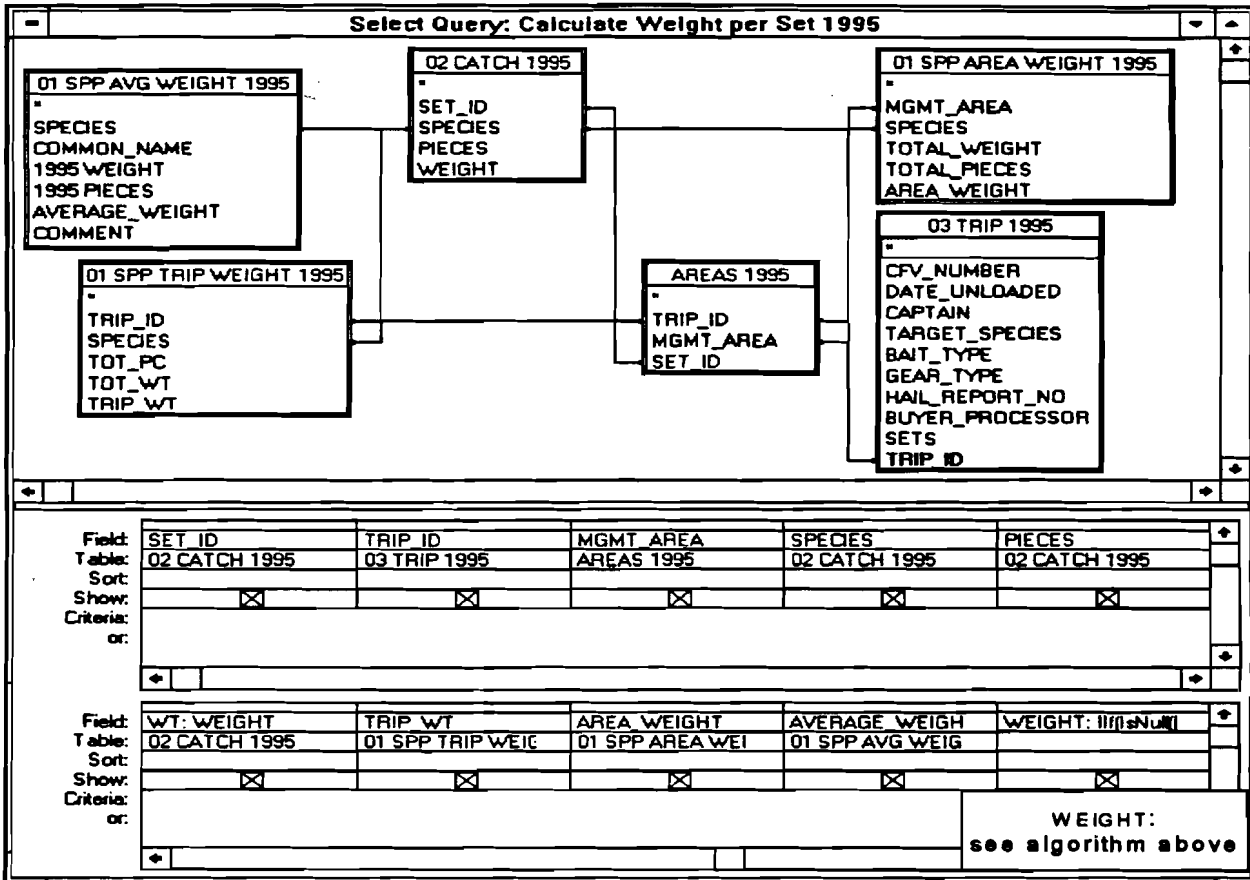 Select Query: Calculate Weight per Set 1995
01 SPP AVG WEIGHT 1995
*
SPECIES
COMMON_NAME
1995 WEIGHT
1995 PIECES
AVERAGE_WEIGHT
COMMENT
02 CATCH 1995
*
SET_ID
SPECIES
PIECES
WEIGHT
01 SPP AREA WEIGHT 1995
*
MGMT_AREA
SPECIES
TOTAL_WEIGHT
TOTAL_PIECES
AREA_WEIGHT
01 SPP TRIP WEIGHT 1995
*
TRIP_ID
SPECIES
TOT_PC
TOT_WT
TRIP_WT
AREAS 1995
*
TRIP_ID
MGMT_AREA
SET_ID
03 TRIP 1995
*
CFV_NUMBER
DATE_UNLOADED
CAPTAIN
TARGET_SPECIES
BAIT_TYPE
GEAR_TYPE
HAIL_REPORT_NO
BUYER_PROCESSOR
SETS
TRIP_ID
Field: SET_ID TRIP_ID MGMT_AREA SPECIES PIECES
Table: 02 CATCH 1995 03 TRIP 1995 AREAS 1995 02 CATCH 1995 02 CATCH 1995
Sort:
Show:
Criteria:
or:
Field: WT: WEIGHT TRIP_WT AREA_WEIGHT AVERAGE_WEIGH WEIGHT: IIf(IsNull(
Table: 02 CATCH 1995 01 SPP TRIP WEIG 01 SPP AREA WEI 01 SPP AVG WEIG
Sort:
Show:
Criteria:
or:
WEIGHT:
see algorithm above